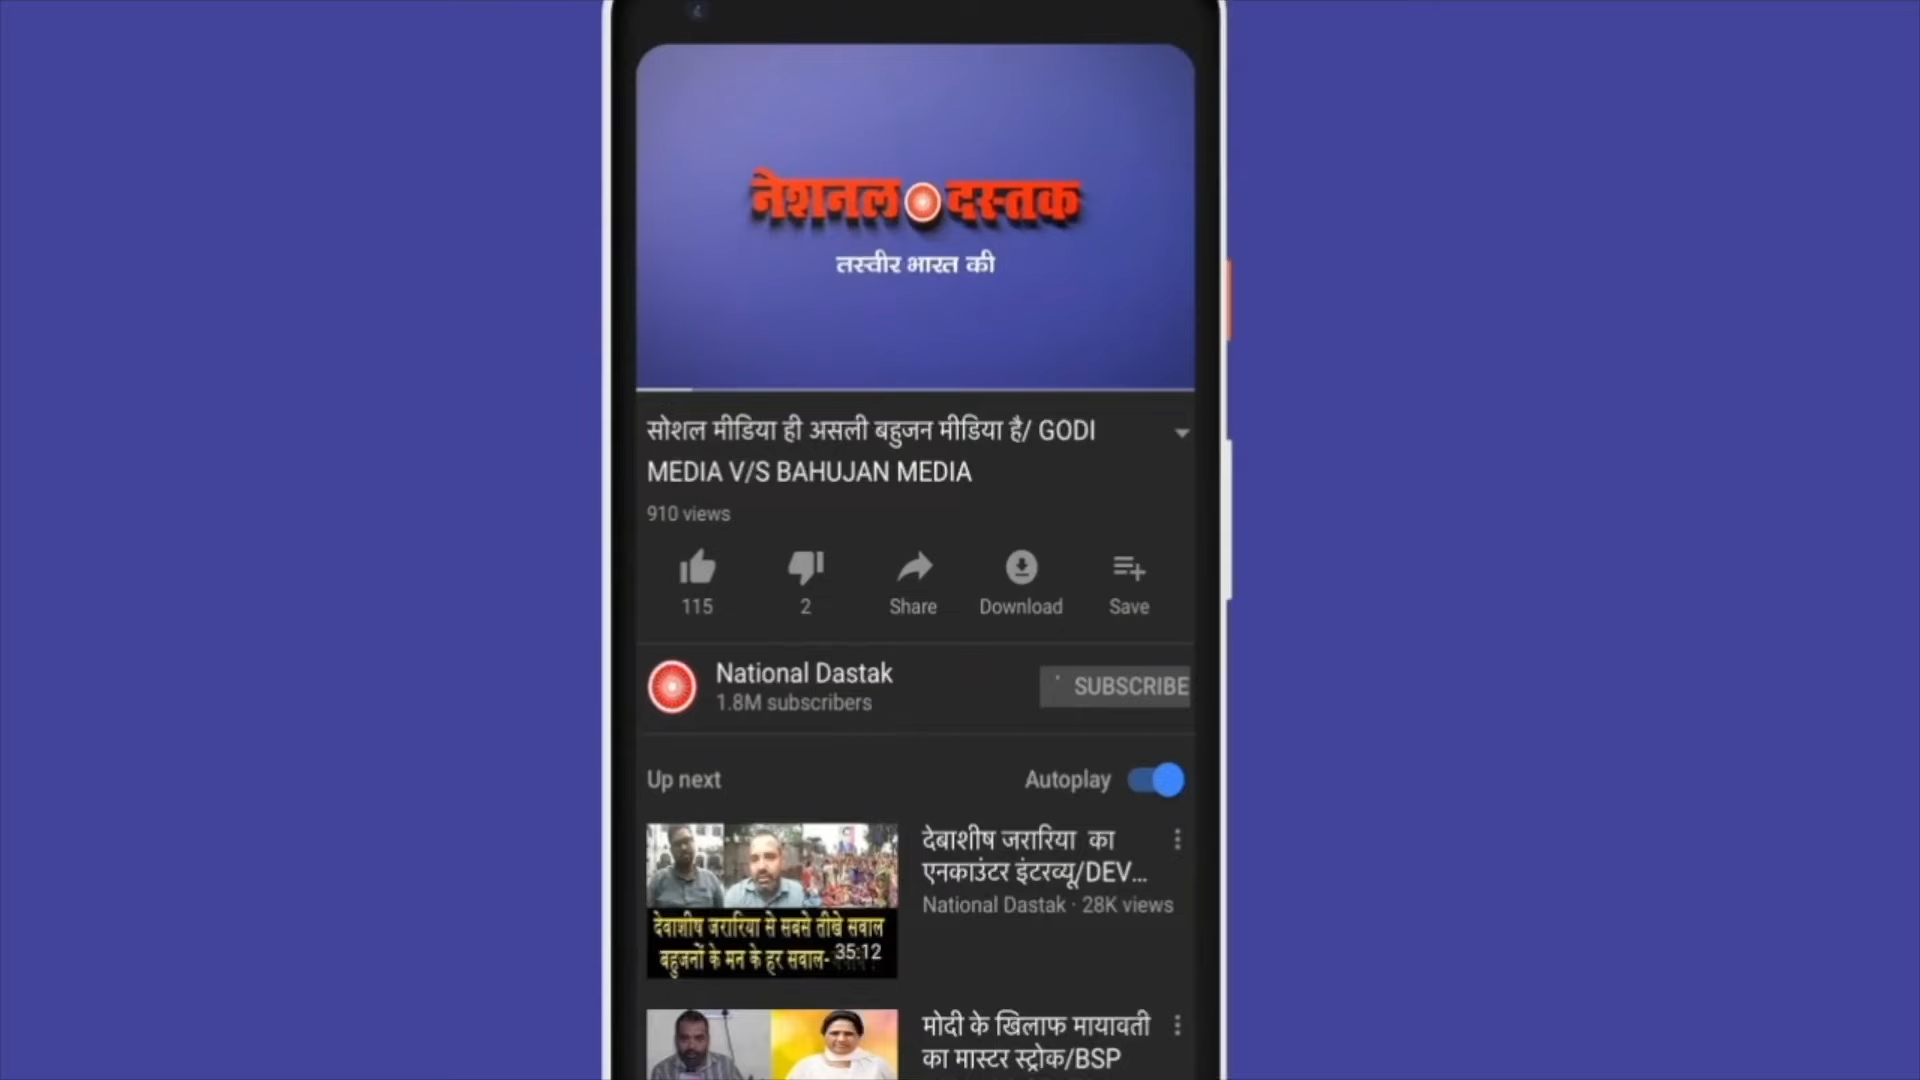 नेशनल दस्तक
तस्वीर भारत की
सोशल मीडिया ही असली बहुजन मीडिया है/ GODI
MEDIA V/S BAHUJAN MEDIA
910 views
115
2
Share
Download
Save
National Dastak
1.8M subscribers
SUBSCRIBE
Up next
Autoplay
देबाशीष जरारिया का
एनकाउंटर इंटरव्यू/DEV...
National Dastak · 28K views
देवाशीष जरारिया से सबसे तीखे सवाल
बहुजनों के मन के हर सवाल-
35:12
मोदी के खिलाफ मायावती
का मास्टर स्ट्रोक/BSP